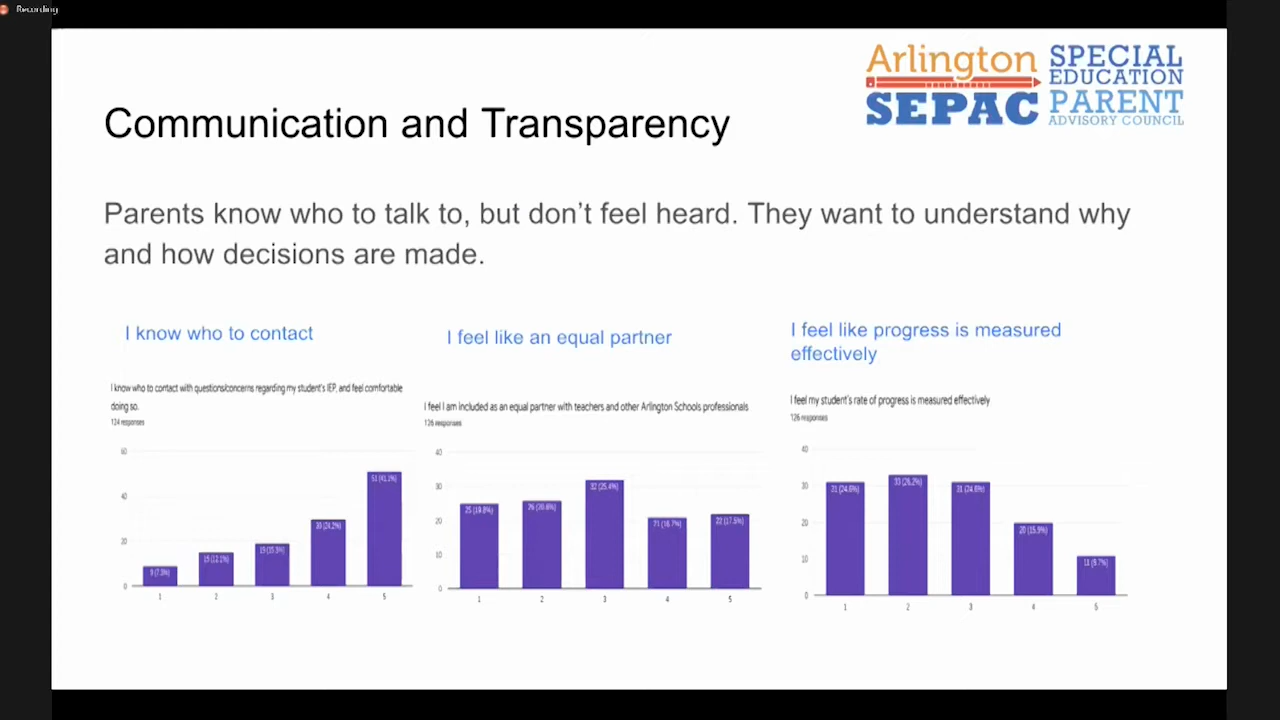 Recording
Arlington
SEPAC
SPECIAL
EDUCATION
PARENT
ADVISORY COUNCIL
Communication and Transparency
Parents know who to talk to, but don't feel heard. They want to understand why
and how decisions are made.
I know who to contact
I know who to contact with questions/concerns regarding my student's IEP, and feel comfortable
doing so.
124 responses
60
40
20
0
9 (7.3%)
15 (12.1%)
19 (15.3%)
30 (24.2%)
51 (41.1%)
1 2 3 4 5
I feel like an equal partner
I feel I am included as an equal partner with teachers and other Arlington Schools professionals
126 responses
40
30
20
10
0
25 (19.8%)
26 (20.6%)
32 (25.4%)
21 (16.7%)
22 (17.5%)
1 2 3 4 5
I feel like progress is measured
effectively
I feel my student's rate of progress is measured effectively
126 responses
40
30
20
10
0
31 (24.6%)
33 (26.2%)
31 (24.6%)
20 (15.9%)
11 (8.7%)
1 2 3 4 5